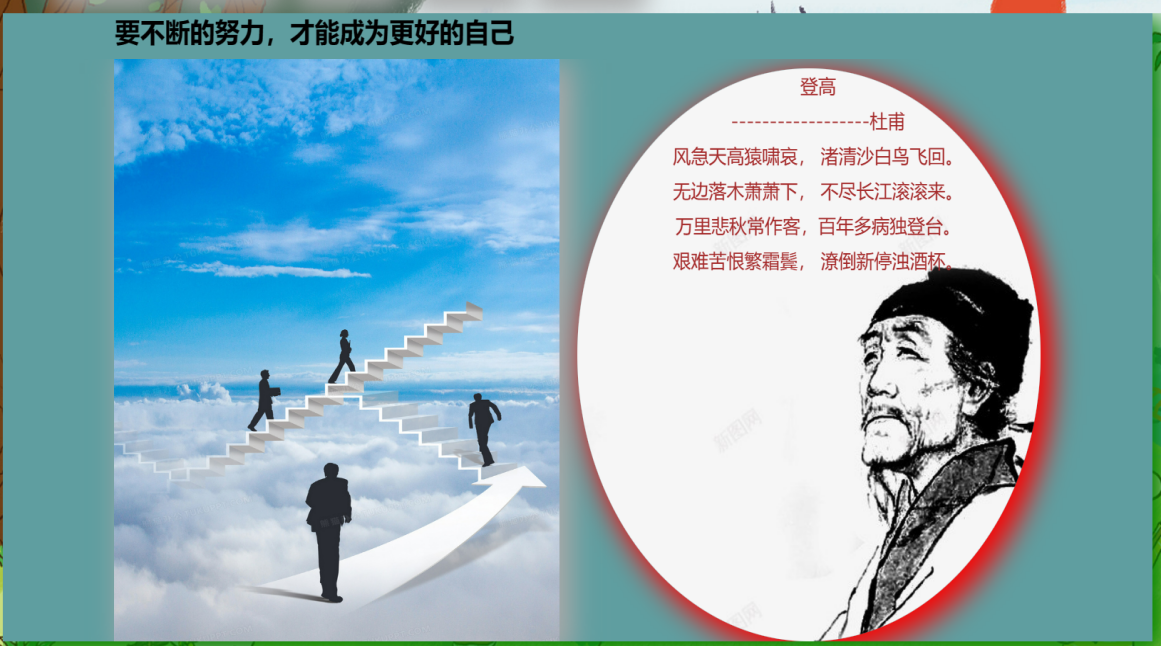 要不断的努力，才能成为更好的自己
登高
------------------杜甫
风急天高猿啸哀， 渚清沙白鸟飞回。
无边落木萧萧下， 不尽长江滚滚来。
万里悲秋常作客，百年多病独登台。
艰难苦恨繁霜鬓， 潦倒新停浊酒杯。
新图网